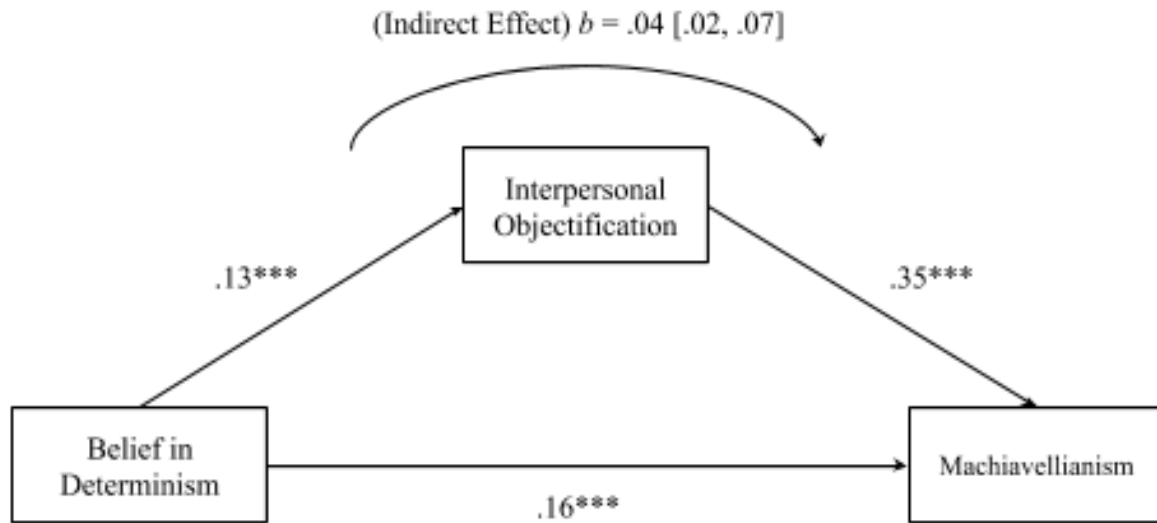 (Indirect Effect) b = .04 [.02, .07]
Interpersonal
Objectification
.13***
.35***
Belief in
Determinism
Machiavellianism
.16***